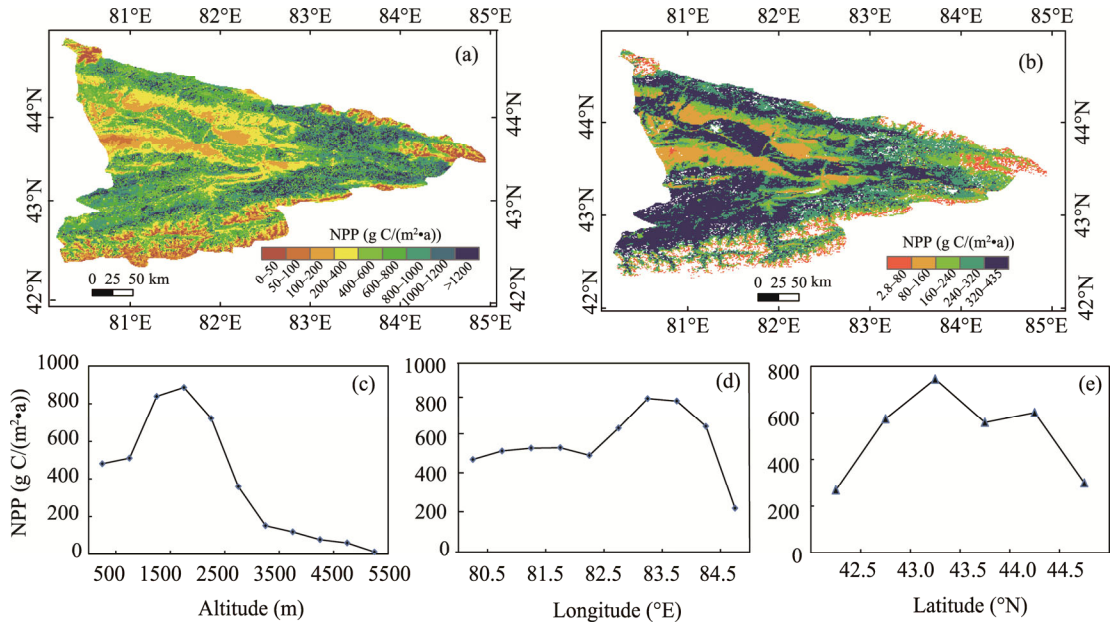 81°E 82°E 83°E 84°E 85°E
(a)
44°N
43°N
42°N
44°N
43°N
42°N
NPP (g C/(m²•a))
0–50
50–100
100–200
200–400
400–600
600–800
800–1000
1000–1200
>1200
0 25 50 km
81°E 82°E 83°E 84°E 85°E
81°E 82°E 83°E 84°E 85°E
(b)
44°N
43°N
42°N
44°N
43°N
42°N
NPP (g C/(m²•a))
2.8–80
80–160
160–240
240–320
320–435
0 25 50 km
81°E 82°E 83°E 84°E 85°E
(c)
NPP (g C/(m²•a))
1000
800
600
400
200
0
500 1500 2500 3500 4500 5500
Altitude (m)
(d)
1000
800
600
400
200
0
80.5 81.5 82.5 83.5 84.5
Longitude (°E)
(e)
800
600
400
200
0
42.5 43.0 43.5 44.0 44.5
Latitude (°N)